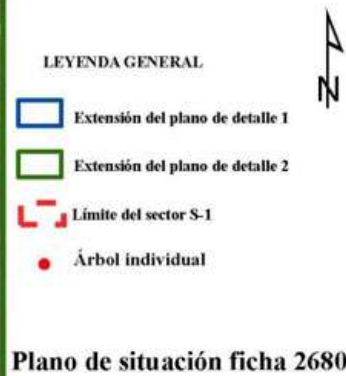 N
LEYENDA GENERAL
Extensión del plano de detalle 1
Extensión del plano de detalle 2
Límite del sector S-1
Árbol individual
Plano de situación ficha 2680